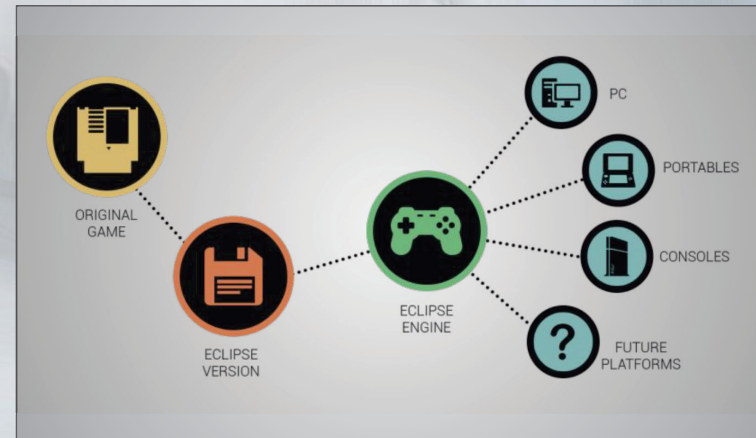 ORIGINAL
GAME
ECLIPSE
VERSION
ECLIPSE
ENGINE
PC
PORTABLES
CONSOLES
?
FUTURE
PLATFORMS